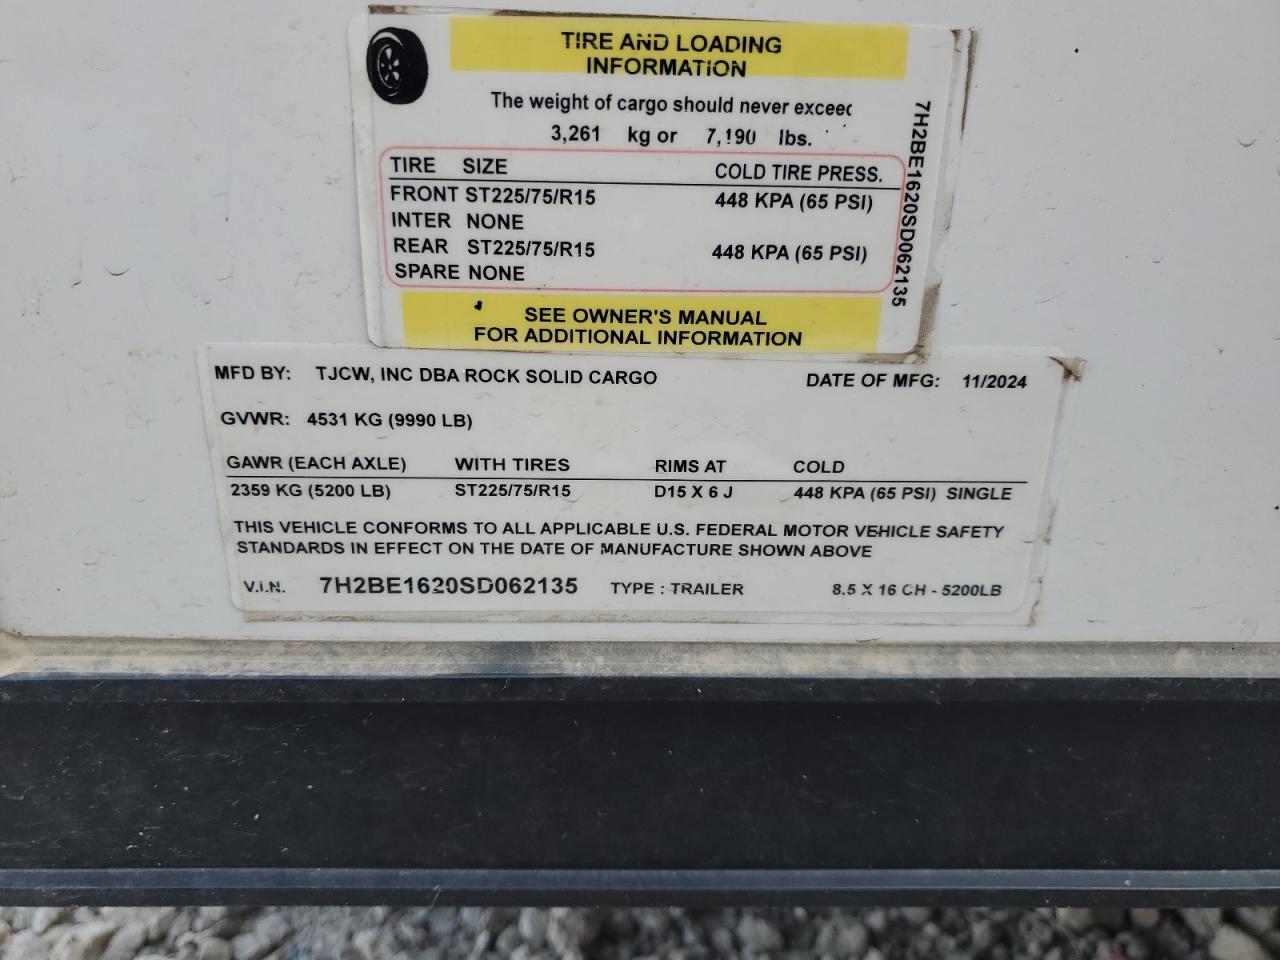 TIRE AND LOADING
INFORMATION
The weight of cargo should never exceed
3,261 kg or 7,190 lbs.
TIRE SIZE COLD TIRE PRESS.
FRONT ST225/75/R15 448 KPA (65 PSI)
INTER NONE
REAR ST225/75/R15 448 KPA (65 PSI)
SPARE NONE
7H2BE1620SD062135
SEE OWNER'S MANUAL
FOR ADDITIONAL INFORMATION
MFD BY: TJCW, INC DBA ROCK SOLID CARGO DATE OF MFG: 11/2024
GVWR: 4531 KG (9990 LB)
GAWR (EACH AXLE) WITH TIRES RIMS AT COLD
2359 KG (5200 LB) ST225/75/R15 D15 X 6 J 448 KPA (65 PSI) SINGLE
THIS VEHICLE CONFORMS TO ALL APPLICABLE U.S. FEDERAL MOTOR VEHICLE SAFETY
STANDARDS IN EFFECT ON THE DATE OF MANUFACTURE SHOWN ABOVE
V.I.N. 7H2BE1620SD062135 TYPE : TRAILER 8.5 X 16 CH - 5200LB